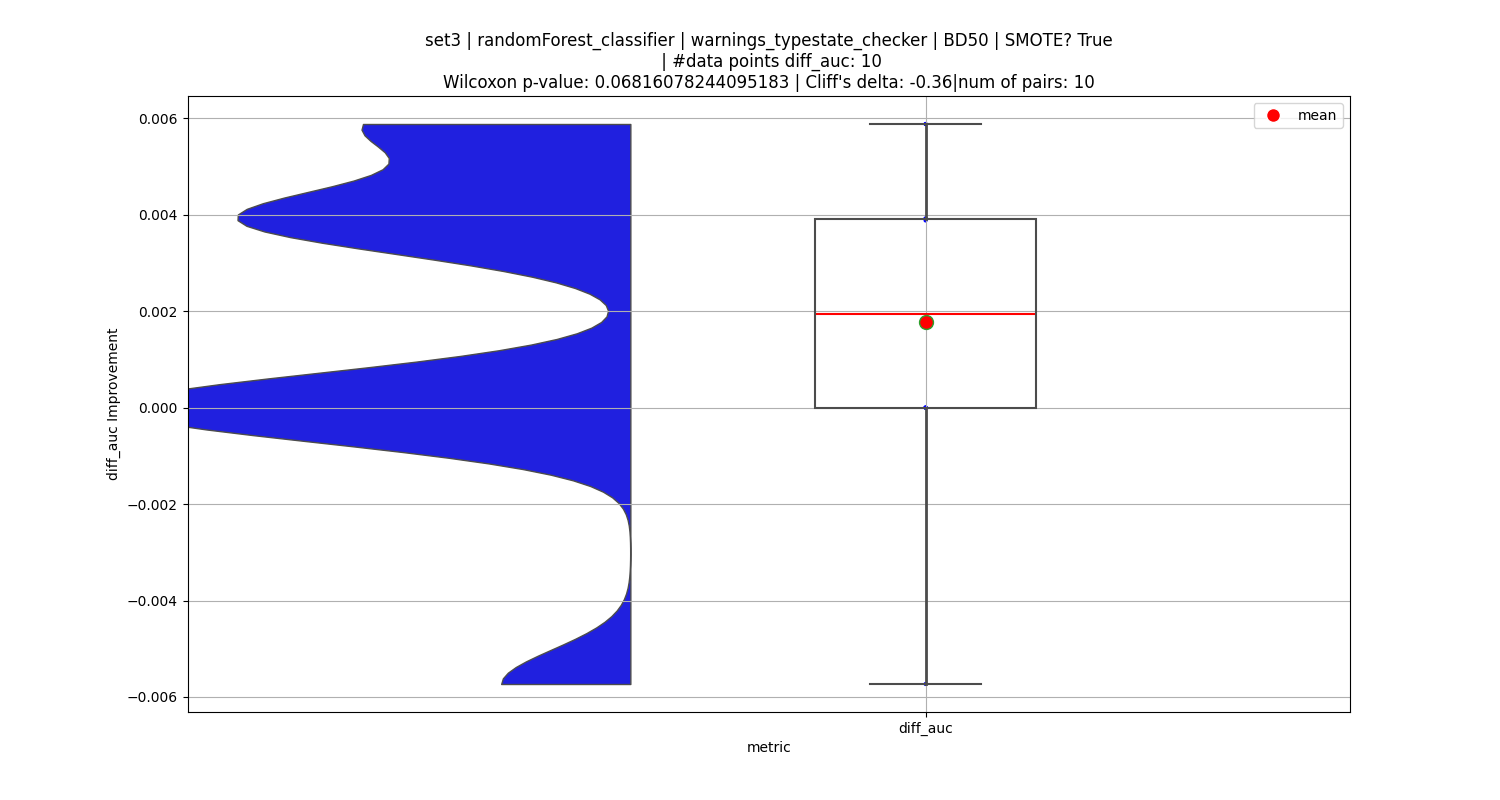 set3 | randomForest_classifier | warnings_typestate_checker | BD50 | SMOTE? True
| #data points diff_auc: 10
Wilcoxon p-value: 0.06816078244095183 | Cliff's delta: -0.36|num of pairs: 10
mean
0.006
0.004
0.002
0.000
−0.002
−0.004
−0.006
diff_auc Improvement
diff_auc
metric